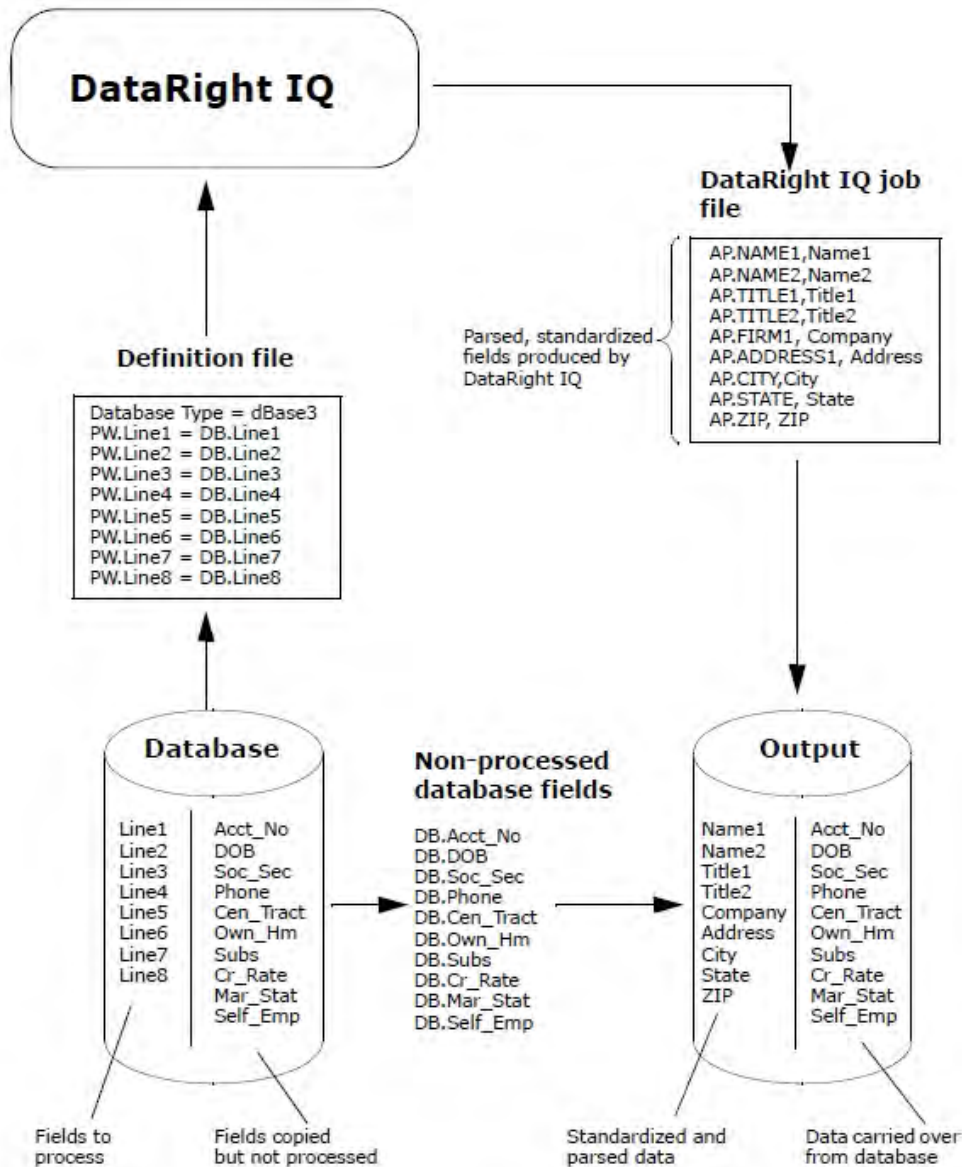 DataRight IQ
DataRight IQ job
file
AP.NAME1,Name1
AP.NAME2,Name2
AP.TITLE1,Title1
AP.TITLE2,Title2
AP.FIRM1, Company
AP.ADDRESS1, Address
AP.CITY,City
AP.STATE, State
AP.ZIP, ZIP
Parsed, standardized
fields produced by
DataRight IQ
Definition file
Database Type = dBase3
PW.Line1 = DB.Line1
PW.Line2 = DB.Line2
PW.Line3 = DB.Line3
PW.Line4 = DB.Line4
PW.Line5 = DB.Line5
PW.Line6 = DB.Line6
PW.Line7 = DB.Line7
PW.Line8 = DB.Line8
Database
Line1
Line2
Line3
Line4
Line5
Line6
Line7
Line8
Acct_No
DOB
Soc_Sec
Phone
Cen_Tract
Own_Hm
Subs
Cr_Rate
Mar_Stat
Self_Emp
Fields to
process
Fields copied
but not processed
Non-processed
database fields
DB.Acct_No
DB.DOB
DB.Soc_Sec
DB.Phone
DB.Cen_Tract
DB.Own_Hm
DB.Subs
DB.Cr_Rate
DB.Mar_Stat
DB.Self_Emp
Output
Name1
Name2
Title1
Title2
Company
Address
City
State
ZIP
Acct_No
DOB
Soc_Sec
Phone
Cen_Tract
Own_Hm
Subs
Cr_Rate
Mar_Stat
Self_Emp
Standardized and
parsed data
Data carried over
from database